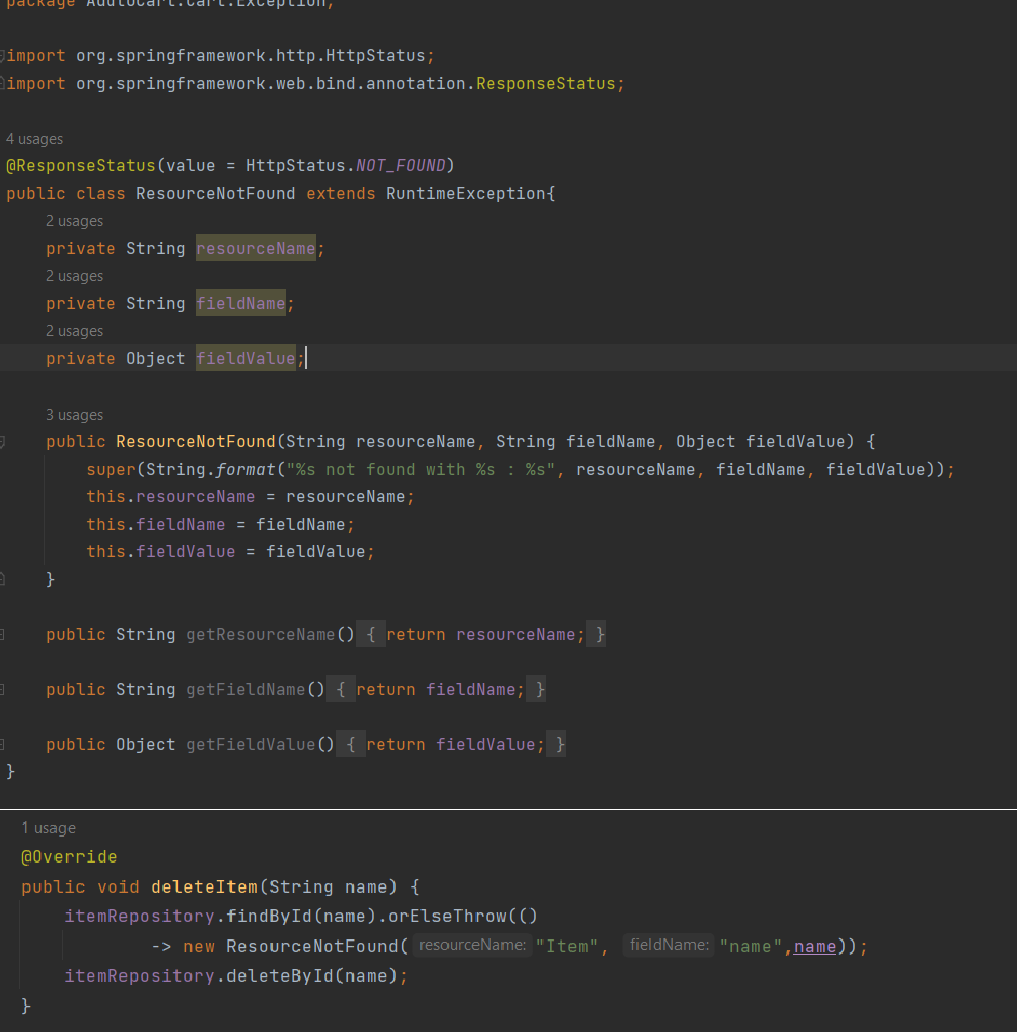 package AddtoCart.Cart.Exception;
import org.springframework.http.HttpStatus;
import org.springframework.web.bind.annotation.ResponseStatus;
4 usages
@ResponseStatus(value = HttpStatus.NOT_FOUND)
public class ResourceNotFound extends RuntimeException{
2 usages
private String resourceName;
2 usages
private String fieldName;
2 usages
private Object fieldValue;
3 usages
public ResourceNotFound(String resourceName, String fieldName, Object fieldValue) {
super(String.format("%s not found with %s : %s", resourceName, fieldName, fieldValue));
this.resourceName = resourceName;
this.fieldName = fieldName;
this.fieldValue = fieldValue;
}
public String getResourceName() { return resourceName; }
public String getFieldName() { return fieldName; }
public Object getFieldValue() { return fieldValue; }
}
1 usage
@Override
public void deleteItem(String name) {
itemRepository.findById(name).orElseThrow(()
-> new ResourceNotFound( resourceName: "Item", fieldName: "name",name));
itemRepository.deleteById(name);
}